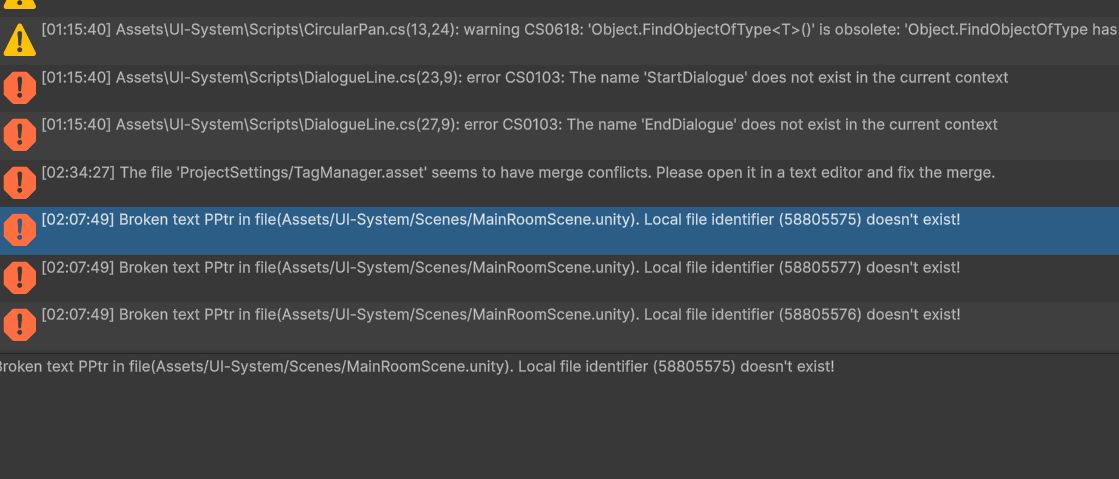 [01:15:40] Assets\UI-System\Scripts\CircularPan.cs(13,24): warning CS0618: 'Object.FindObjectOfType<T>()' is obsolete: 'Object.FindObjectOfType has
[01:15:40] Assets\UI-System\Scripts\DialogueLine.cs(23,9): error CS0103: The name 'StartDialogue' does not exist in the current context
[01:15:40] Assets\UI-System\Scripts\DialogueLine.cs(27,9): error CS0103: The name 'EndDialogue' does not exist in the current context
[02:34:27] The file 'ProjectSettings/TagManager.asset' seems to have merge conflicts. Please open it in a text editor and fix the merge.
[02:07:49] Broken text PPtr in file(Assets/UI-System/Scenes/MainRoomScene.unity). Local file identifier (58805575) doesn't exist!
[02:07:49] Broken text PPtr in file(Assets/UI-System/Scenes/MainRoomScene.unity). Local file identifier (58805577) doesn't exist!
[02:07:49] Broken text PPtr in file(Assets/UI-System/Scenes/MainRoomScene.unity). Local file identifier (58805576) doesn't exist!
Broken text PPtr in file(Assets/UI-System/Scenes/MainRoomScene.unity). Local file identifier (58805575) doesn't exist!